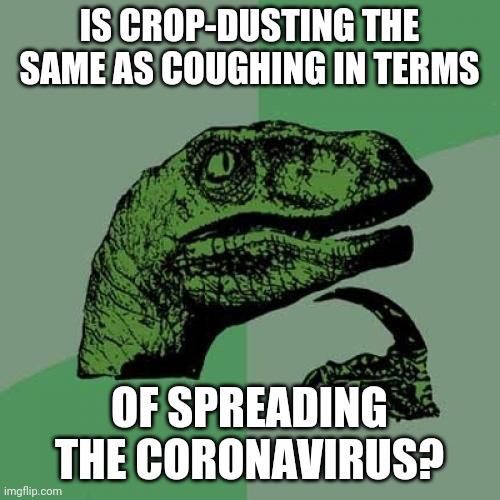 IS CROP-DUSTING THE
SAME AS COUGHING IN TERMS
OF SPREADING
THE CORONAVIRUS?
imgflip.com